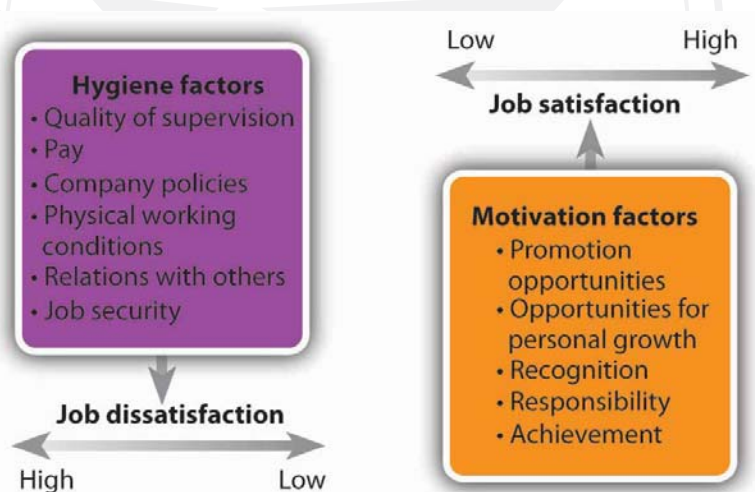 Hygiene factors
• Quality of supervision
• Pay
• Company policies
• Physical working
conditions
• Relations with others
• Job security
Job dissatisfaction
High Low
Low High
Job satisfaction
Motivation factors
• Promotion
opportunities
• Opportunities for
personal growth
• Recognition
• Responsibility
• Achievement